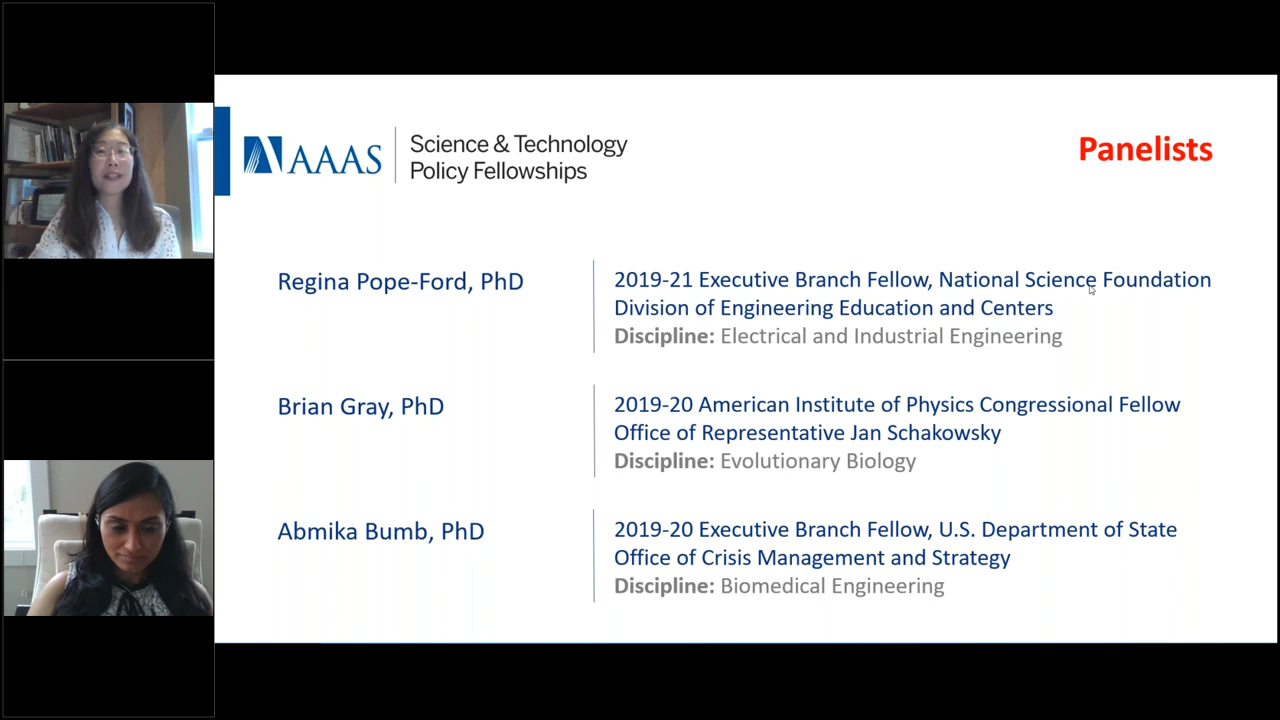 AAAS
Science & Technology
Policy Fellowships
Panelists
Regina Pope-Ford, PhD
2019-21 Executive Branch Fellow, National Science Foundation
Division of Engineering Education and Centers
Discipline: Electrical and Industrial Engineering
Brian Gray, PhD
2019-20 American Institute of Physics Congressional Fellow
Office of Representative Jan Schakowsky
Discipline: Evolutionary Biology
Abmika Bumb, PhD
2019-20 Executive Branch Fellow, U.S. Department of State
Office of Crisis Management and Strategy
Discipline: Biomedical Engineering